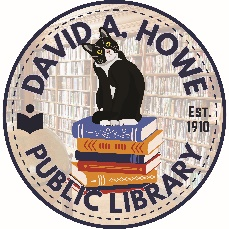 DAVID A. HOWE
Est.
1910
PUBLIC LIBRARY